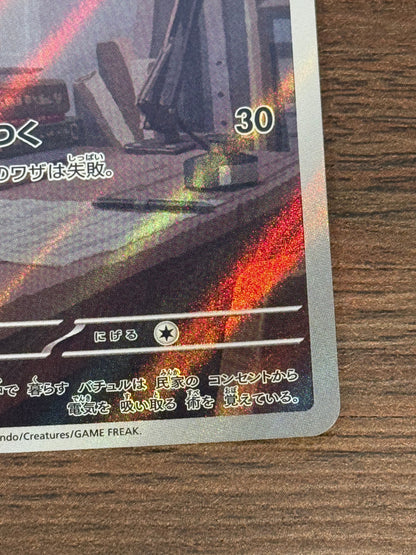 つく 30
のワザは失敗。
しっぱい
にげる
で 暮らす バチュルは 民家の コンセントから
電気を 吸い取る 術を 覚えている。
ndo/Creatures/GAME FREAK.